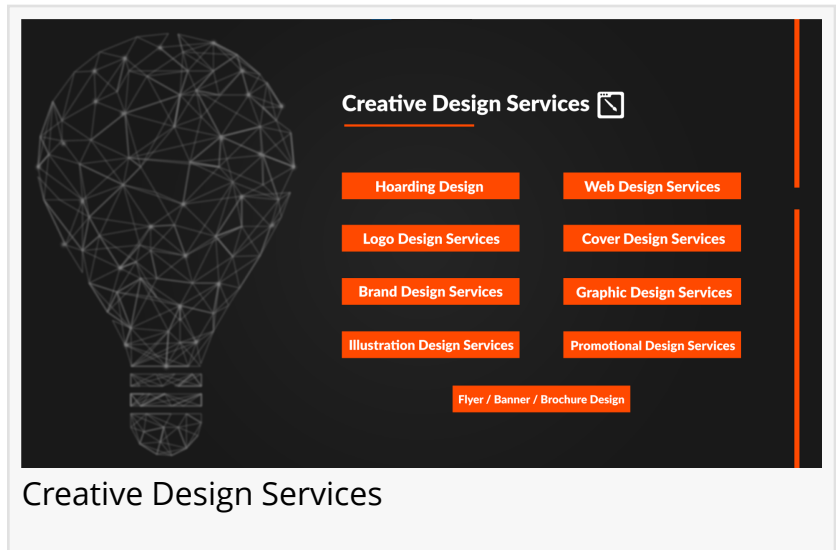 Creative Design Services
Hoarding Design
Web Design Services
Logo Design Services
Cover Design Services
Brand Design Services
Graphic Design Services
Illustration Design Services
Promotional Design Services
Flyer / Banner / Brochure Design
Creative Design Services